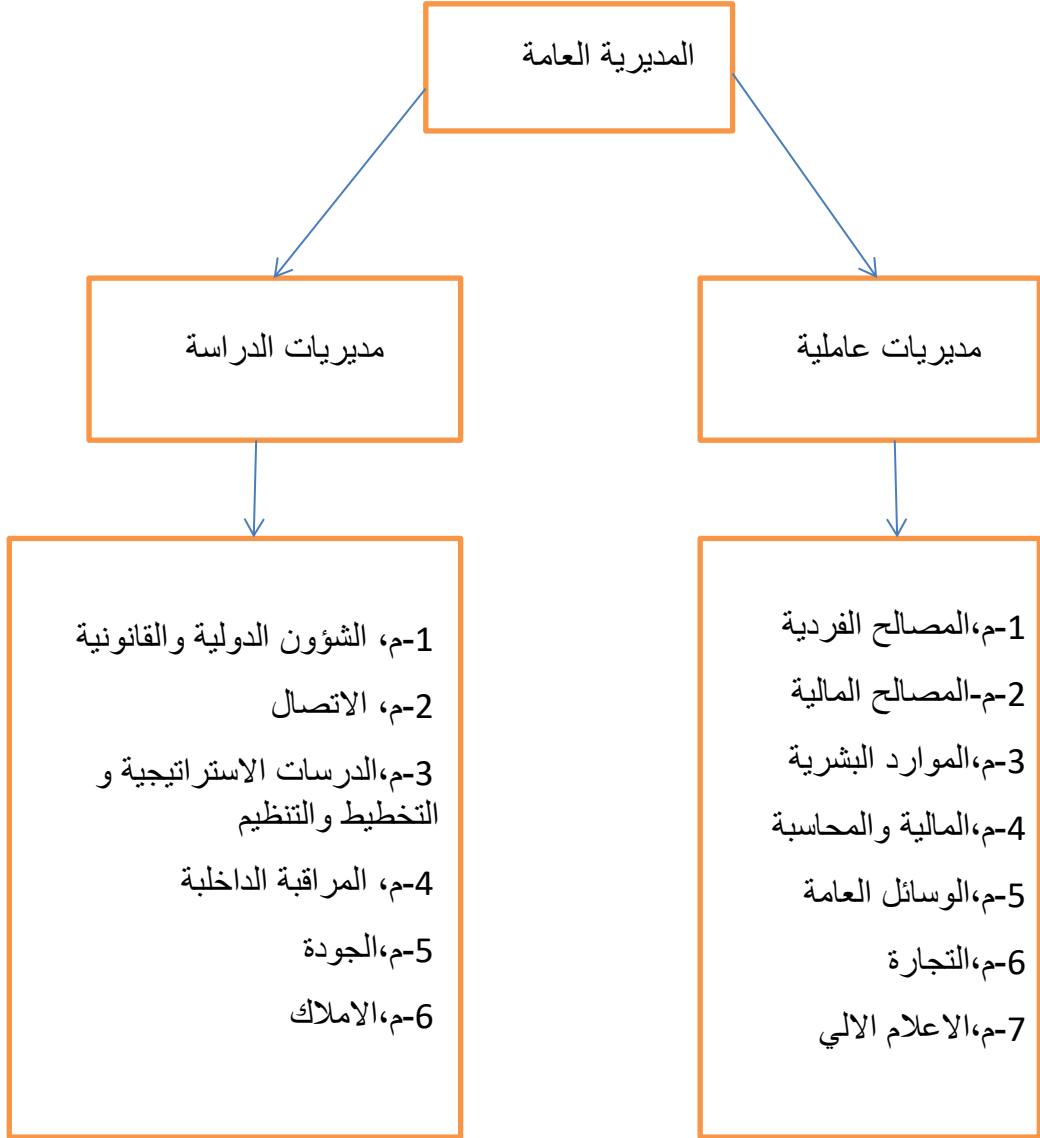 المديرية العامة
مديريات عاملية
مديريات الدراسة
1-م،المصالح الفردية
2-م-المصالح المالية
3-م،الموارد البشرية
4-م،المالية والمحاسبة
5-م،الوسائل العامة
6-م،التجارة
7-م،الاعلام الالي
1-م، الشؤون الدولية والقانونية
2-م، الاتصال
3-م،الدرسات الاستراتيجية و
التخطيط والتنظيم
4-م، المراقبة الداخلبة
5-م،الجودة
6-م،الاملاك